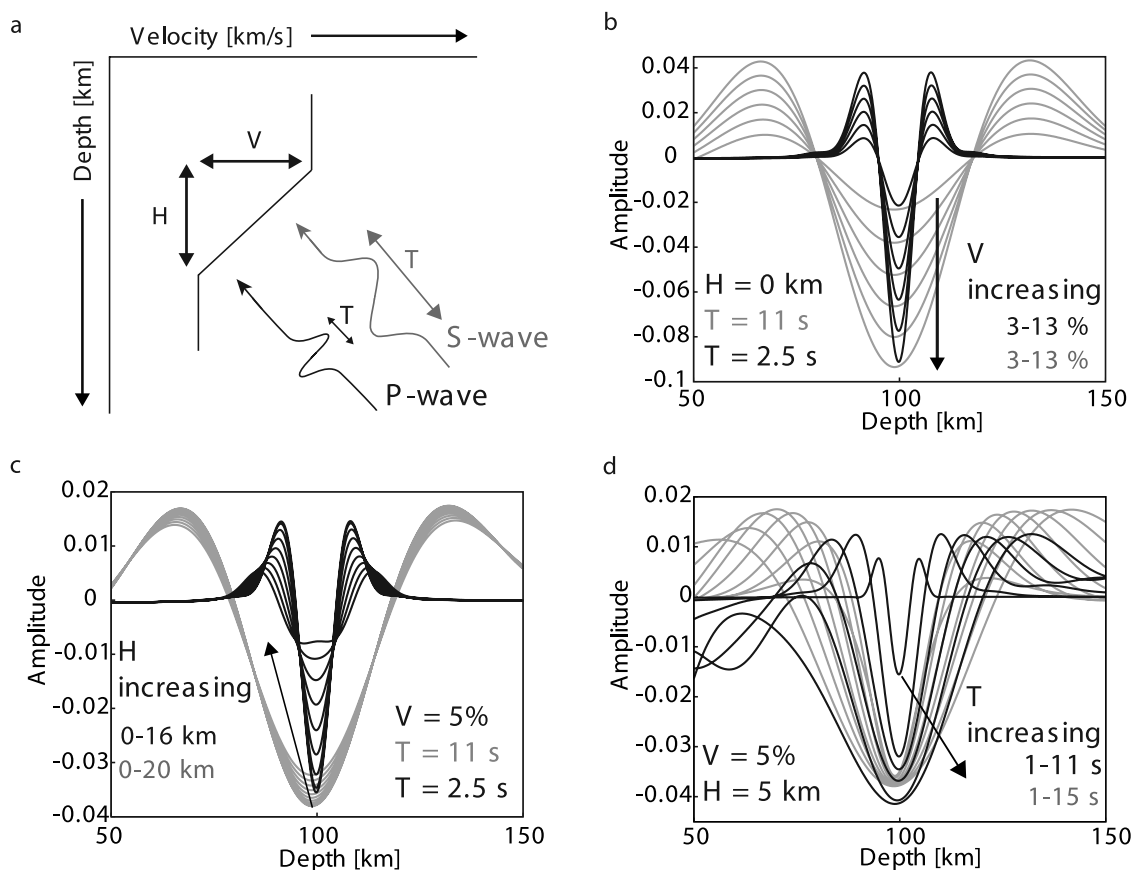 a
Velocity [km/s]
Depth [km]
V
H
T
S-wave
T
P-wave
b
0.04
0.02
0
-0.02
-0.04
-0.06
-0.08
-0.1
Amplitude
H = 0 km
T = 11 s
T = 2.5 s
V
increasing
3-13 %
3-13 %
50
100
150
Depth [km]
c
0.02
0.01
0
-0.01
-0.02
-0.03
-0.04
Amplitude
H
increasing
0-16 km
0-20 km
V = 5%
T = 11 s
T = 2.5 s
50
100
150
Depth [km]
d
0.02
0.01
0
-0.01
-0.02
-0.03
-0.04
Amplitude
V = 5%
H = 5 km
T
increasing
1-11 s
1-15 s
50
100
150
Depth [km]